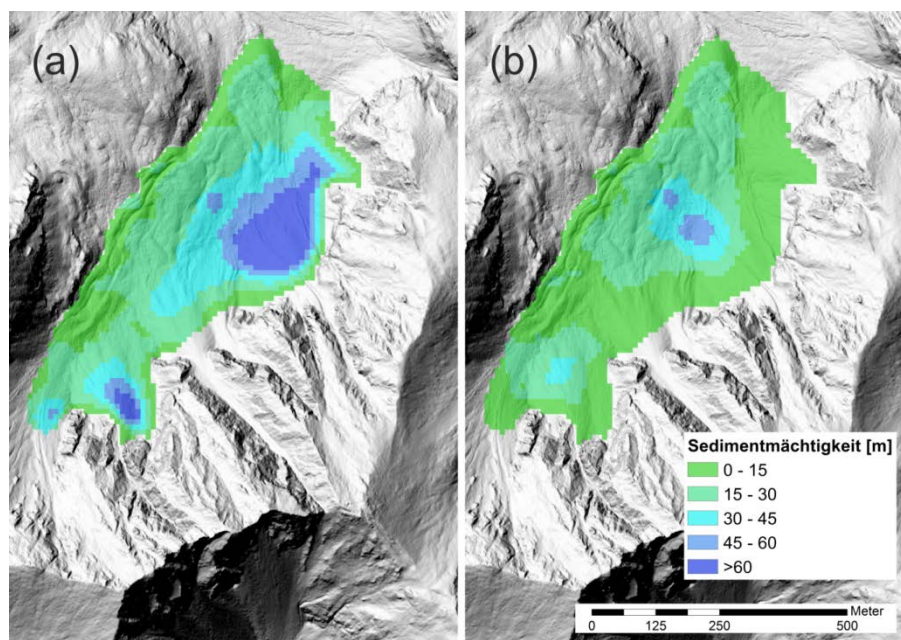 (a)
(b)
Sedimentmächtigkeit [m]
0 - 15
15 - 30
30 - 45
45 - 60
>60
Meter
0 125 250 500